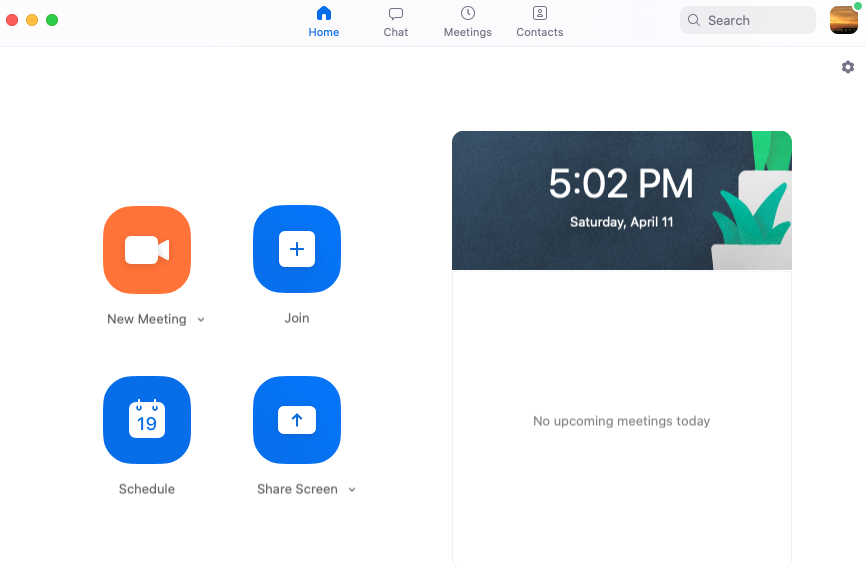 Home
Chat
Meetings
Contacts
Search
5:02 PM
Saturday, April 11
New Meeting
Join
19
Schedule
Share Screen
No upcoming meetings today